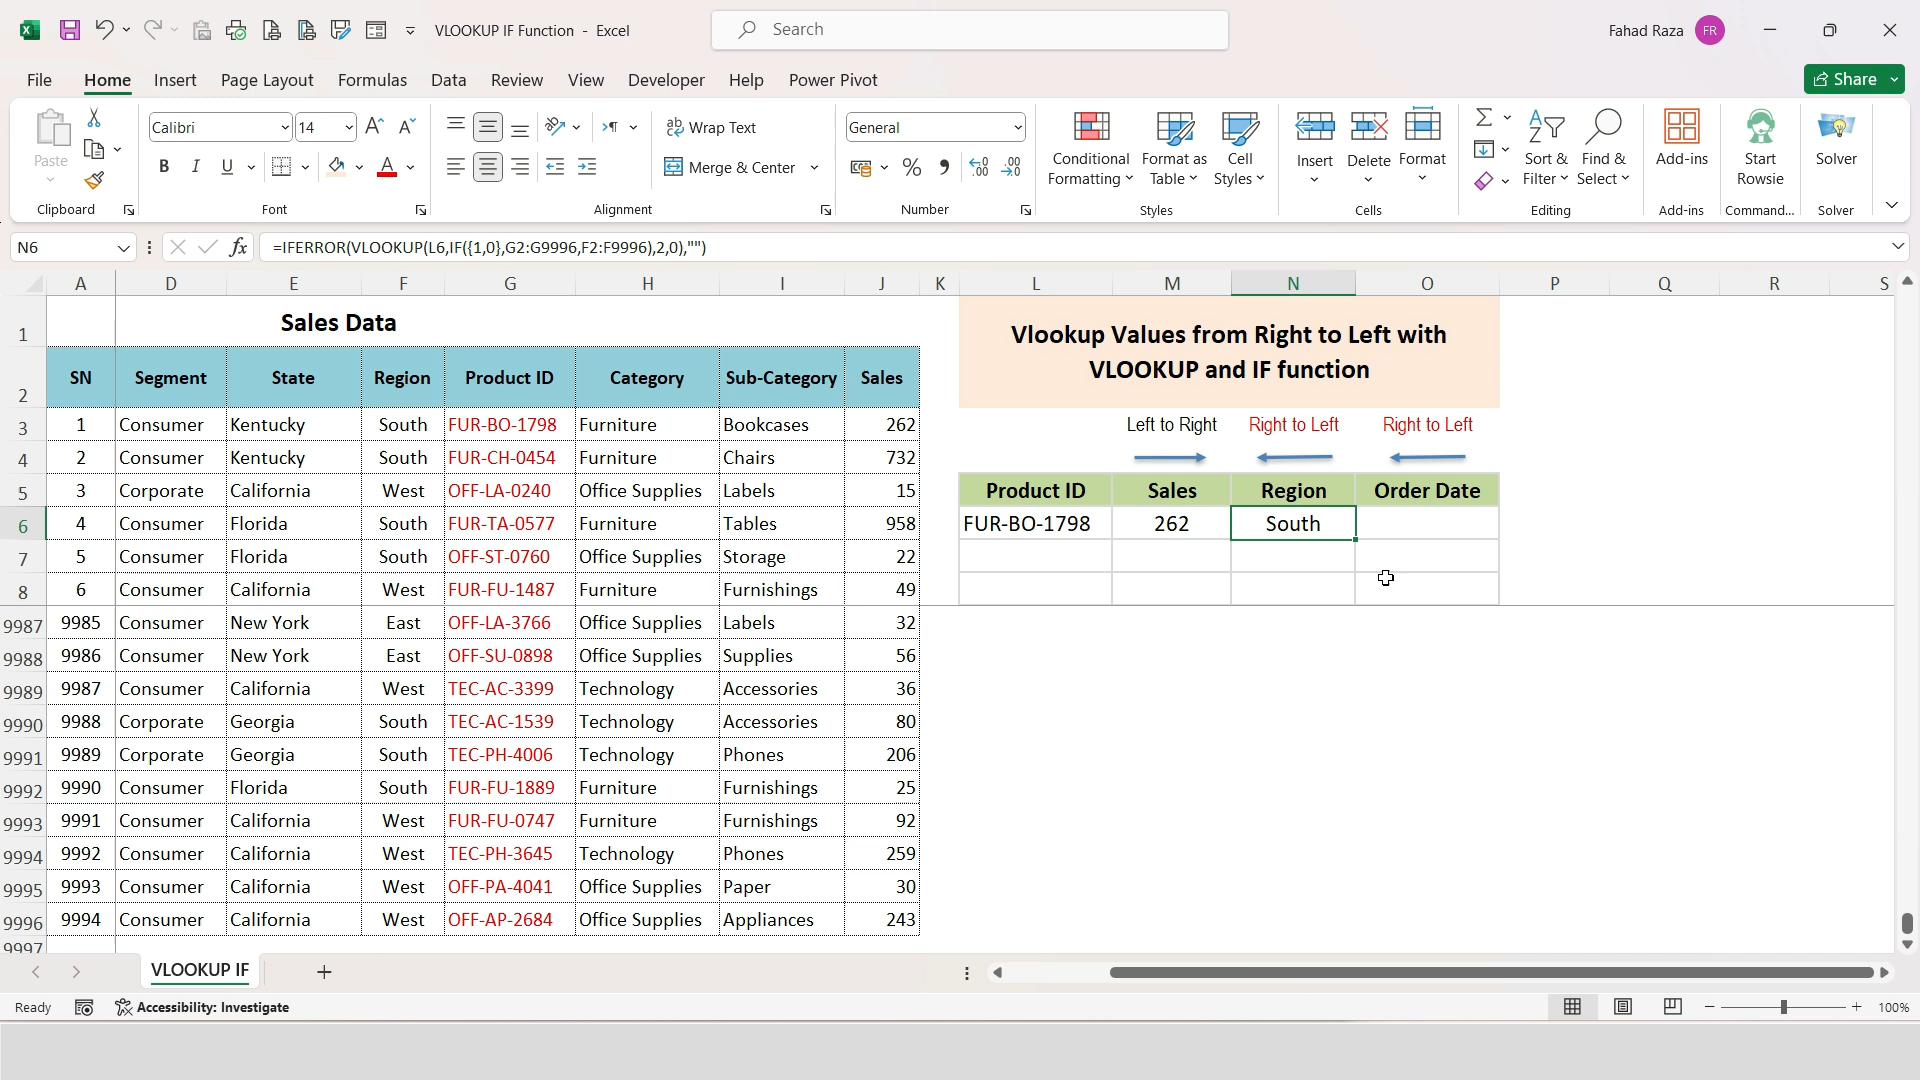 VLOOKUP IF Function - Excel
Search
Fahad Raza FR
File Home Insert Page Layout Formulas Data Review View Developer Help Power Pivot
Share
Paste
Calibri 14
B I U
Wrap Text
Merge & Center
General
Conditional Formatting
Format as Table
Cell Styles
Insert Delete Format
Sort & Filter
Find & Select
Add-ins
Start Rowsie
Solver
Clipboard Font Alignment Number Styles Cells Editing Add-ins Command... Solver
N6 fx =IFERROR(VLOOKUP(L6,IF({1,0},G2:G9996,F2:F9996),2,0),"")
A D E F G H I J K L M N O P Q R S
1 Sales Data
Vlookup Values from Right to Left with
VLOOKUP and IF function
2 SN Segment State Region Product ID Category Sub-Category Sales
3 1 Consumer Kentucky South FUR-BO-1798 Furniture Bookcases 262 Left to Right Right to Left Right to Left
4 2 Consumer Kentucky South FUR-CH-0454 Furniture Chairs 732
5 3 Corporate California West OFF-LA-0240 Office Supplies Labels 15 Product ID Sales Region Order Date
6 4 Consumer Florida South FUR-TA-0577 Furniture Tables 958 FUR-BO-1798 262 South
7 5 Consumer Florida South OFF-ST-0760 Office Supplies Storage 22
8 6 Consumer California West FUR-FU-1487 Furniture Furnishings 49
9987 9985 Consumer New York East OFF-LA-3766 Office Supplies Labels 32
9988 9986 Consumer New York East OFF-SU-0898 Office Supplies Supplies 56
9989 9987 Consumer California West TEC-AC-3399 Technology Accessories 36
9990 9988 Corporate Georgia South TEC-AC-1539 Technology Accessories 80
9991 9989 Corporate Georgia South TEC-PH-4006 Technology Phones 206
9992 9990 Consumer Florida South FUR-FU-1889 Furniture Furnishings 25
9993 9991 Consumer California West FUR-FU-0747 Furniture Furnishings 92
9994 9992 Consumer California West TEC-PH-3645 Technology Phones 259
9995 9993 Consumer California West OFF-PA-4041 Office Supplies Paper 30
9996 9994 Consumer California West OFF-AP-2684 Office Supplies Appliances 243
9997
VLOOKUP IF
Ready Accessibility: Investigate 100%